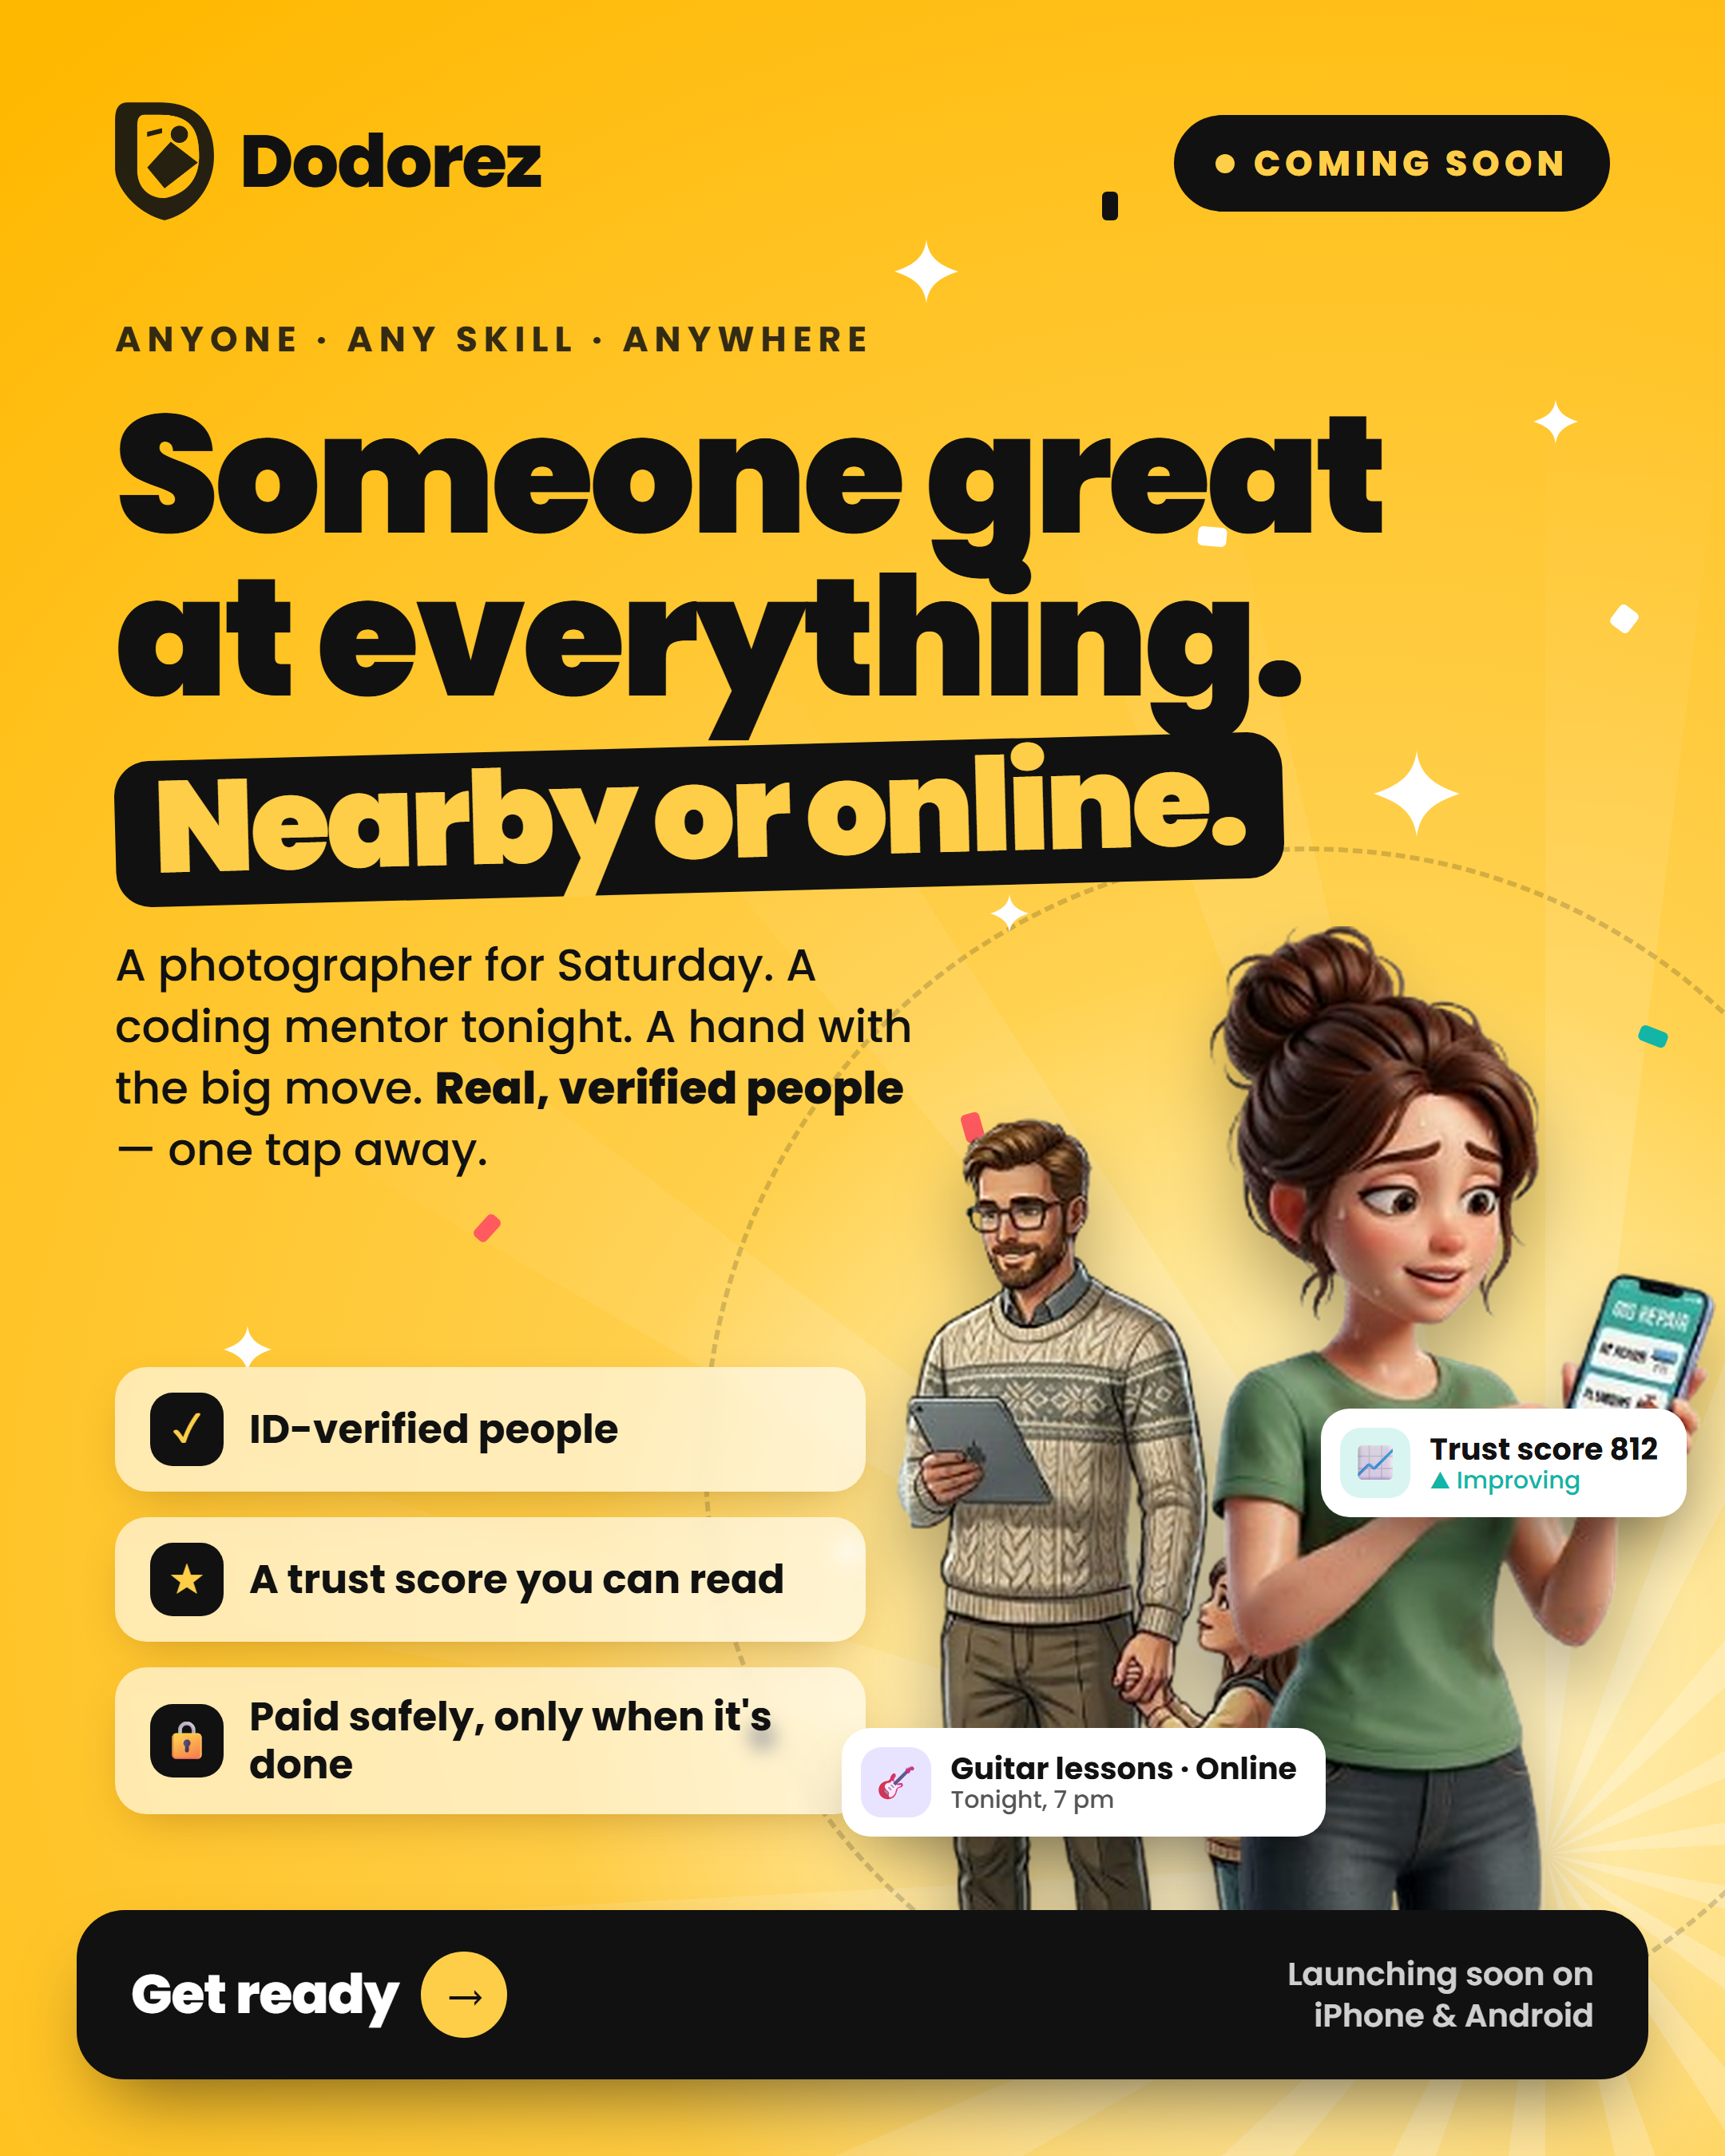 Dodorez
COMING SOON
ANYONE · ANY SKILL · ANYWHERE
Someone great
at everything.
Nearby or online.
A photographer for Saturday. A
coding mentor tonight. A hand with
the big move. Real, verified people
— one tap away.
ID-verified people
A trust score you can read
Paid safely, only when it's
done
REPAIR
Trust score 812
▲ Improving
Guitar lessons · Online
Tonight, 7 pm
Get ready →
Launching soon on
iPhone & Android